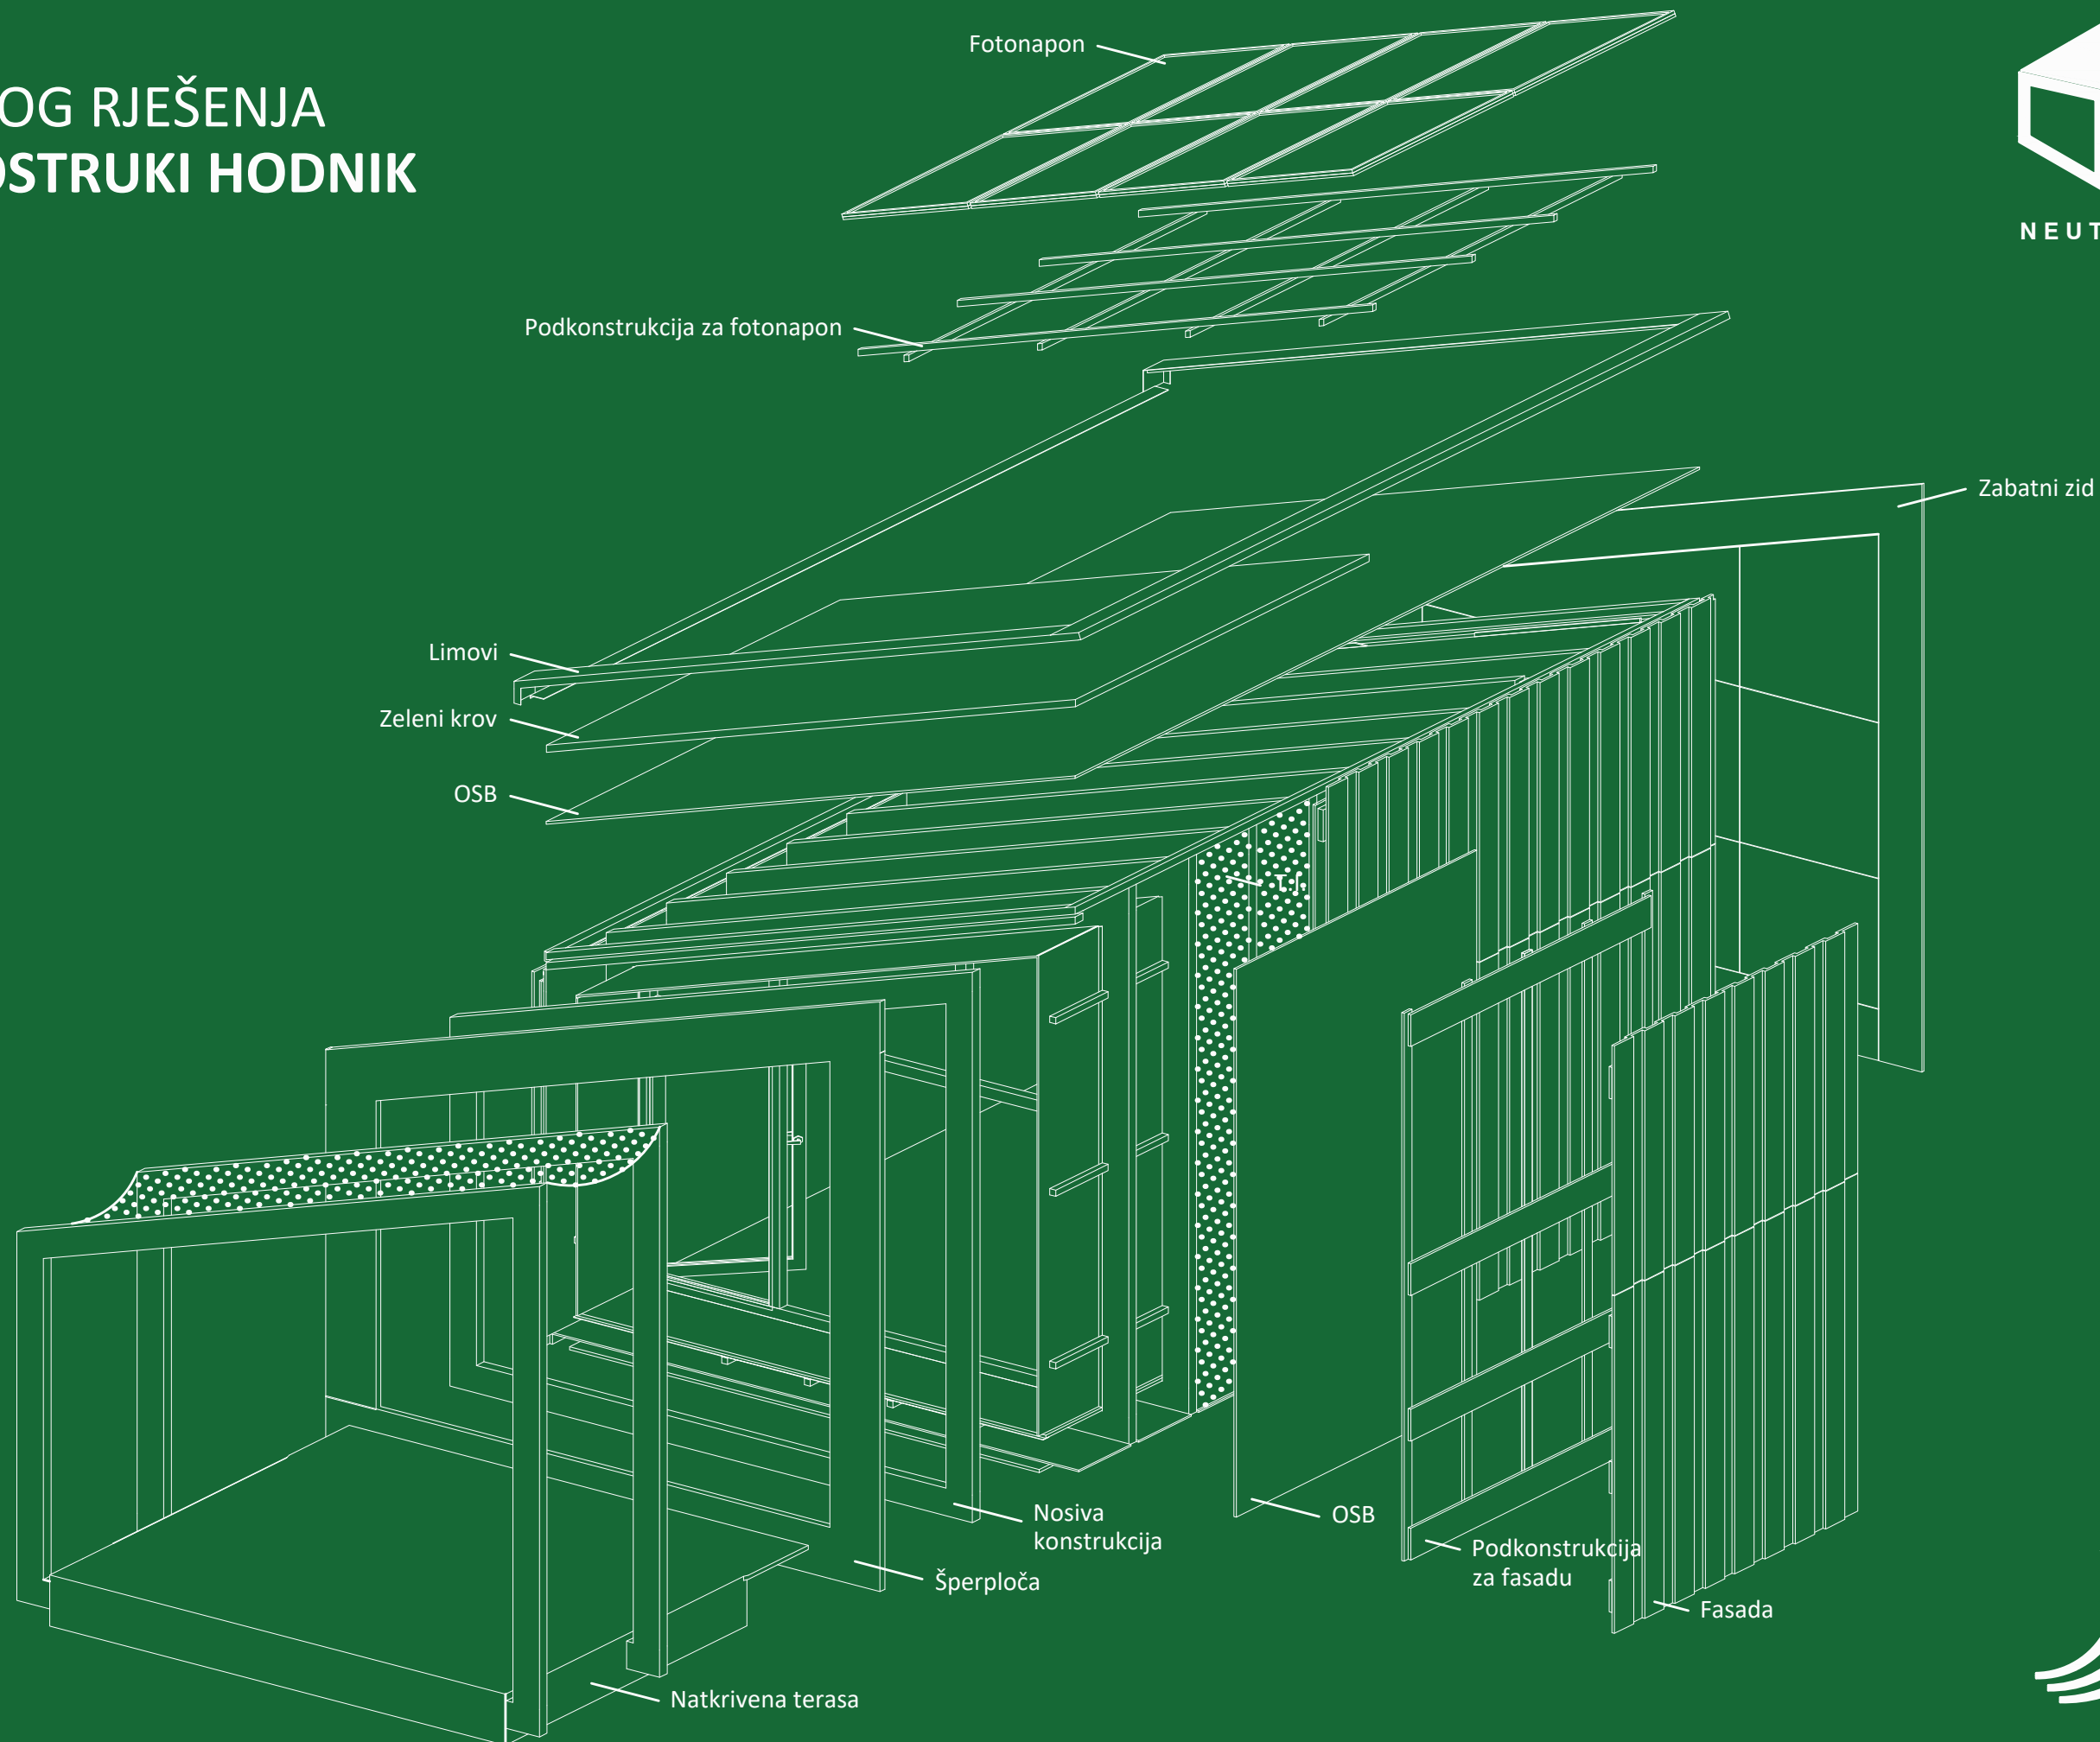 OG RJEŠENJA
OSTRUKI HODNIK
Fotonapon
NEUT
Podkonstrukcija za fotonapon
Zabatni zid
Limovi
Zeleni krov
OSB
T.I.
Nosiva
konstrukcija
OSB
Podkonstrukcija
za fasadu
Šperploča
Fasada
Natkrivena terasa